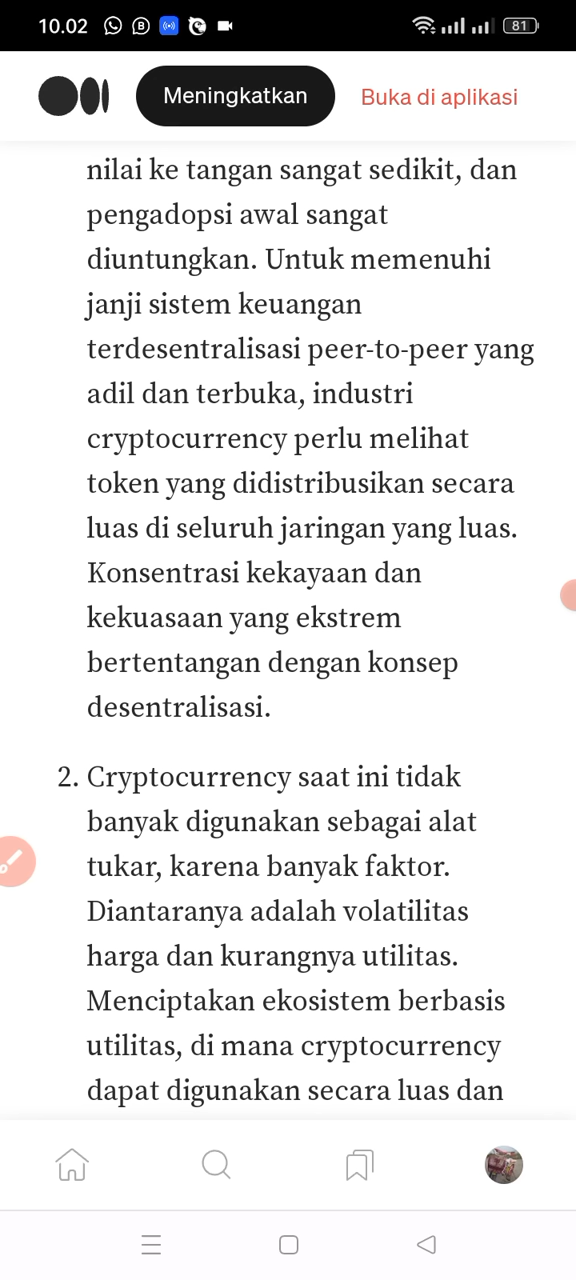 10.02
81
Meningkatkan
Buka di aplikasi
nilai ke tangan sangat sedikit, dan
pengadopsi awal sangat
diuntungkan. Untuk memenuhi
janji sistem keuangan
terdesentralisasi peer-to-peer yang
adil dan terbuka, industri
cryptocurrency perlu melihat
token yang didistribusikan secara
luas di seluruh jaringan yang luas.
Konsentrasi kekayaan dan
kekuasaan yang ekstrem
bertentangan dengan konsep
desentralisasi.
2. Cryptocurrency saat ini tidak
banyak digunakan sebagai alat
tukar, karena banyak faktor.
Diantaranya adalah volatilitas
harga dan kurangnya utilitas.
Menciptakan ekosistem berbasis
utilitas, di mana cryptocurrency
dapat digunakan secara luas dan